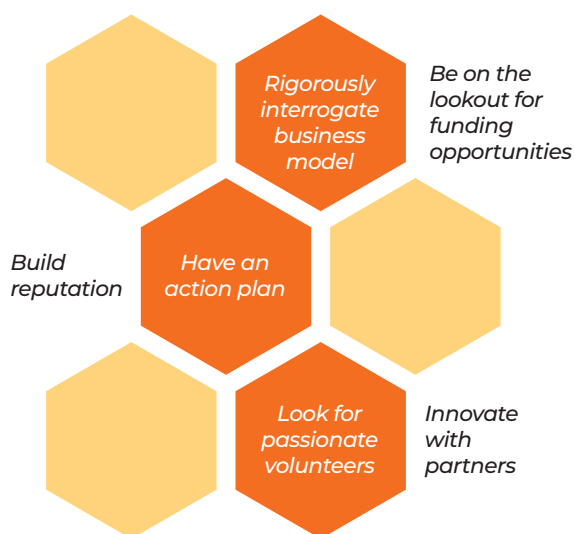 Rigorously
interrogate
business
model
Be on the
lookout for
funding
opportunities
Build
reputation
Have an
action plan
Look for
passionate
volunteers
Innovate
with
partners